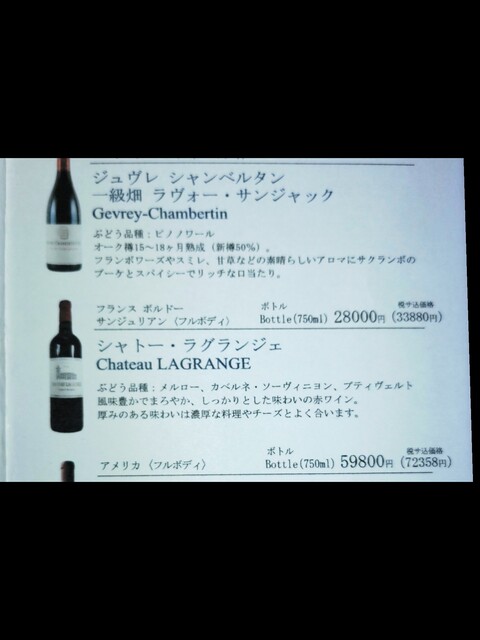 ジュヴレ シャンベルタン
一級畑 ラヴォー・サンジャック
Gevrey-Chambertin
ぶどう品種：ピノノワール
オーク樽15～18ヶ月熟成（新樽50%）。
フランボワーズやスミレ、甘草などの素晴らしいアロマにサクランボの
ブーケとスパイシーでリッチな口当たり。
フランス ボルドー
サンジュリアン〈フルボディ〉
ボトル
Bottle(750ml) 28000円
税サ込価格
(33880円)
シャトー・ラグランジェ
Chateau LAGRANGE
ぶどう品種：メルロー、カベルネ・ソーヴィニヨン、プティヴェルト
風味豊かでまろやか、しっかりとした味わいの赤ワイン。
厚みのある味わいは濃厚な料理やチーズとよく合います。
アメリカ〈フルボディ〉
ボトル
Bottle(750ml) 59800円
税サ込価格
(72358円)